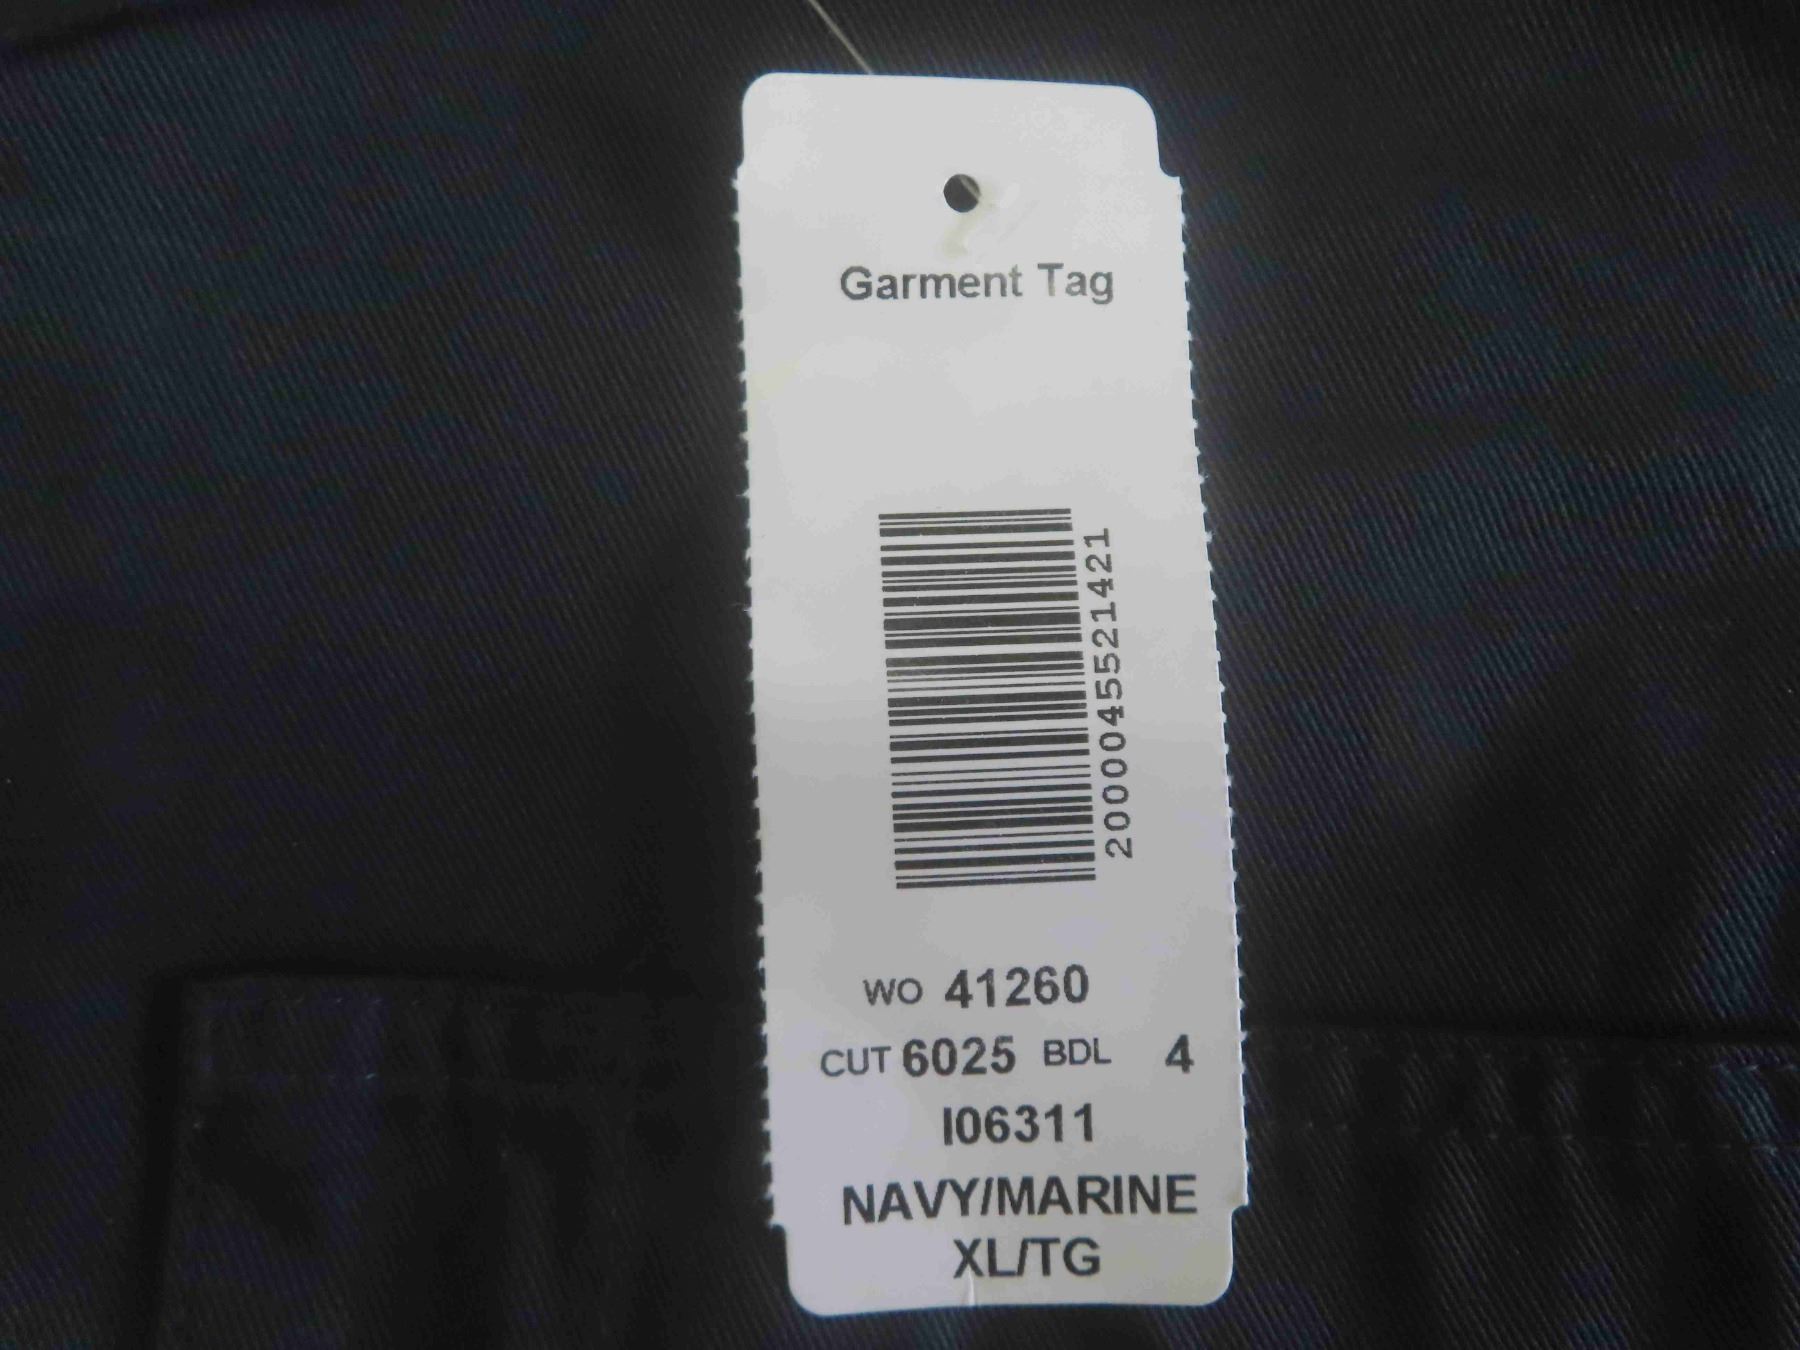 Garment Tag
2000045521421
WO 41260
CUT 6025 BDL 4
I06311
NAVY/MARINE
XL/TG